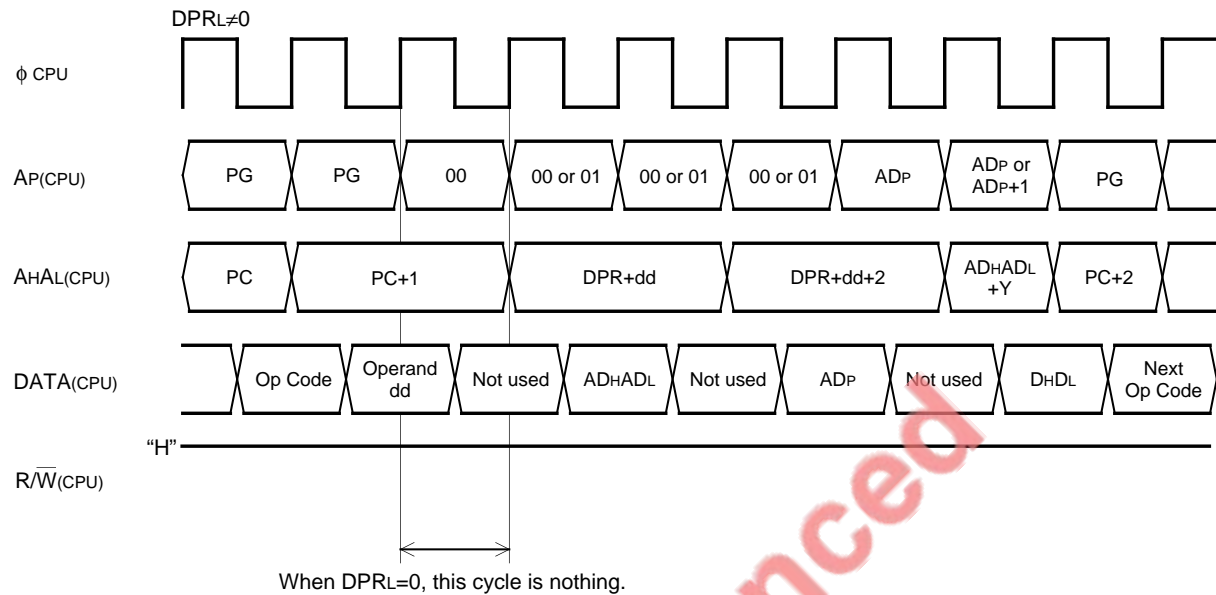 DPRL≠0
ϕ CPU
AP(CPU)
PG
PG
00
00 or 01
00 or 01
00 or 01
ADP
ADP or
ADP+1
PG
AHAL(CPU)
PC
PC+1
DPR+dd
DPR+dd+2
ADHADL
+Y
PC+2
DATA(CPU)
Op Code
Operand
dd
Not used
ADHADL
Not used
ADP
Not used
DHDL
Next
Op Code
“H”
R/W̅(CPU)
When DPRL=0, this cycle is nothing.